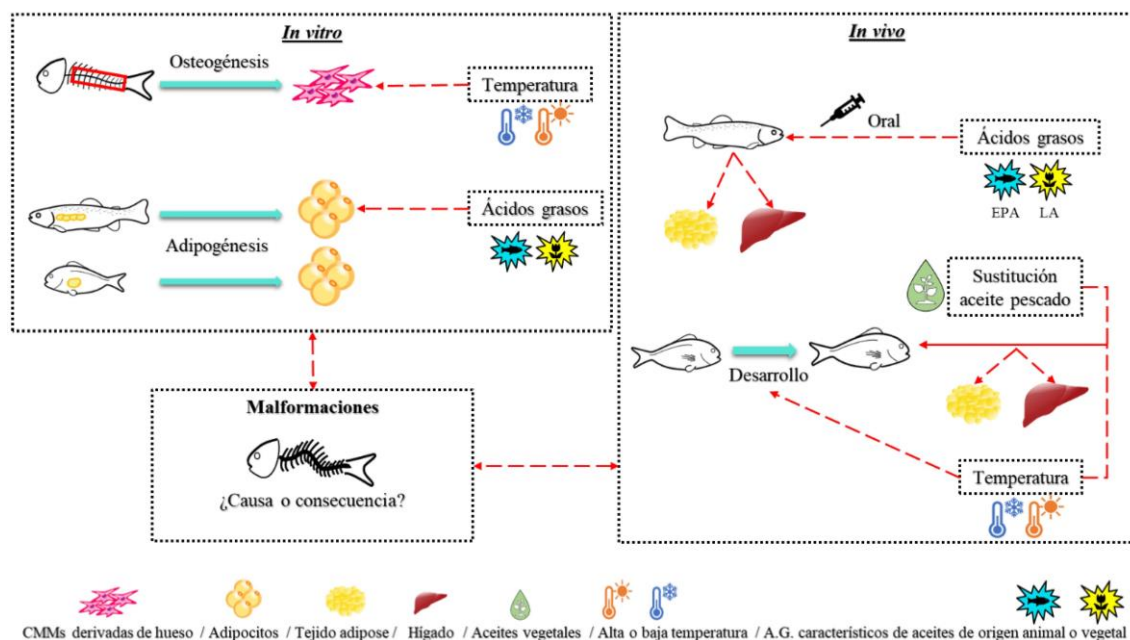 In vitro
Osteogénesis
Temperatura
Adipogénesis
Ácidos grasos
Malformaciones
¿Causa o consecuencia?
In vivo
Oral
Ácidos grasos
EPA LA
Sustitución
aceite pescado
Desarrollo
Temperatura
CMMs derivadas de hueso / Adipocitos / Tejido adipose / Hígado / Aceites vegetales / Alta o baja temperatura / A.G. característicos de aceites de origen animal o vegetal